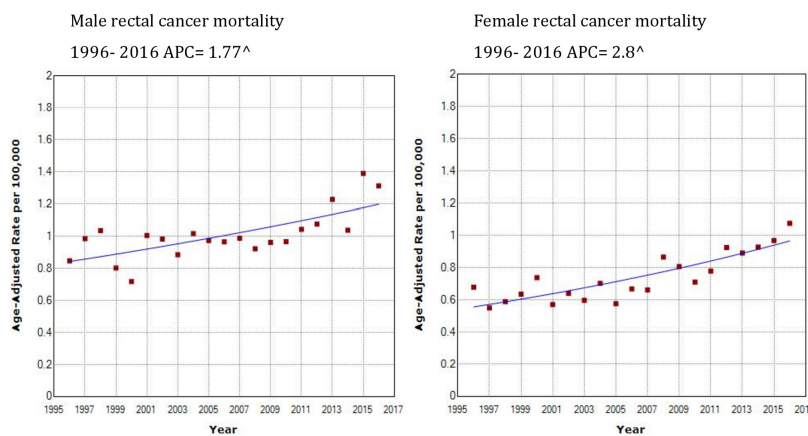 Male rectal cancer mortality
1996- 2016 APC= 1.77^
2
1.8
1.6
1.4
1.2
1
0.8
0.6
0.4
0.2
0
Age-Adjusted Rate per 100,000
1995 1997 1999 2001 2003 2005 2007 2009 2011 2013 2015 2017
Year
Female rectal cancer mortality
1996- 2016 APC= 2.8^
2
1.8
1.6
1.4
1.2
1
0.8
0.6
0.4
0.2
0
Age-Adjusted Rate per 100,000
1995 1997 1999 2001 2003 2005 2007 2009 2011 2013 2015 201
Year